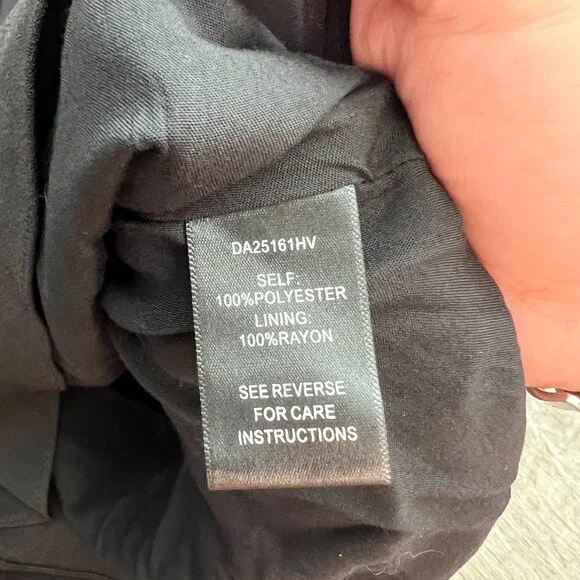 DA25161HV
SELF:
100%POLYESTER
LINING:
100%RAYON
SEE REVERSE
FOR CARE
INSTRUCTIONS